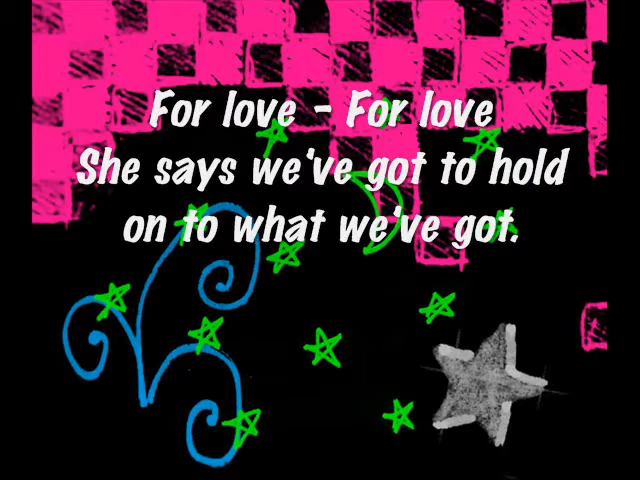 For love - For love
She says we've got to hold
on to what we've got.